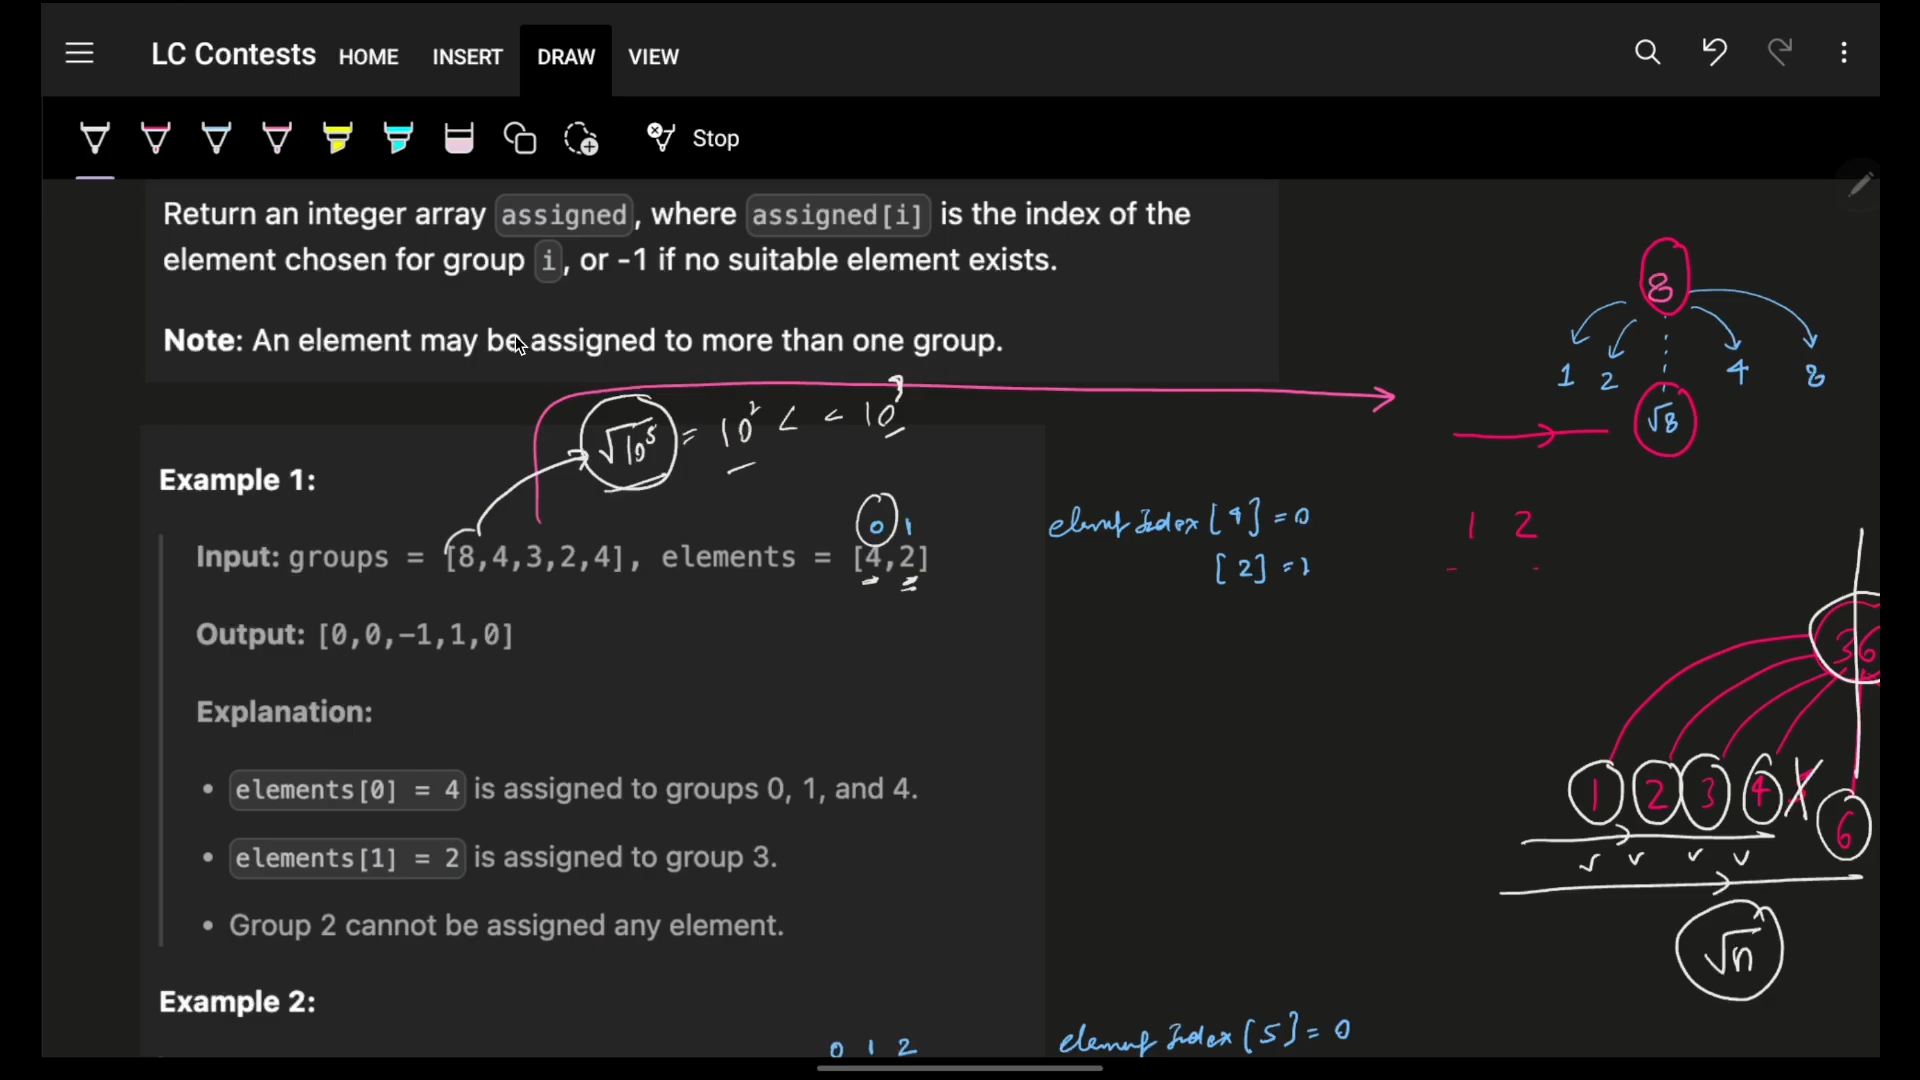 LC Contests HOME INSERT DRAW VIEW
Stop
Return an integer array assigned, where assigned[i] is the index of the
element chosen for group i, or -1 if no suitable element exists.
Note: An element may be assigned to more than one group.
8
1 2 4 8
√8
√10⁵ = 10² < < 10³
Example 1:
0 1
elementIndex[4] = 0
1 2
Input: groups = [8,4,3,2,4], elements = [4,2]
[2] = 1
Output: [0,0,-1,1,0]
36
Explanation:
elements[0] = 4 is assigned to groups 0, 1, and 4.
1 2 3 4
6
elements[1] = 2 is assigned to group 3.
Group 2 cannot be assigned any element.
√n
Example 2:
0 1 2
elementIndex[5] = 0